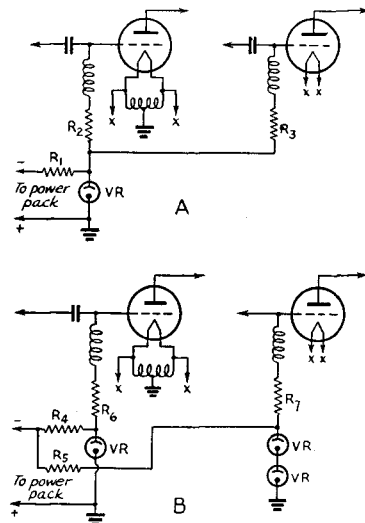 X X
X X
R2
R3
R1
-
To power
pack
VR
+
A
X X
X X
R6
R7
-
R4
VR
R5
VR
To power
pack
VR
+
B